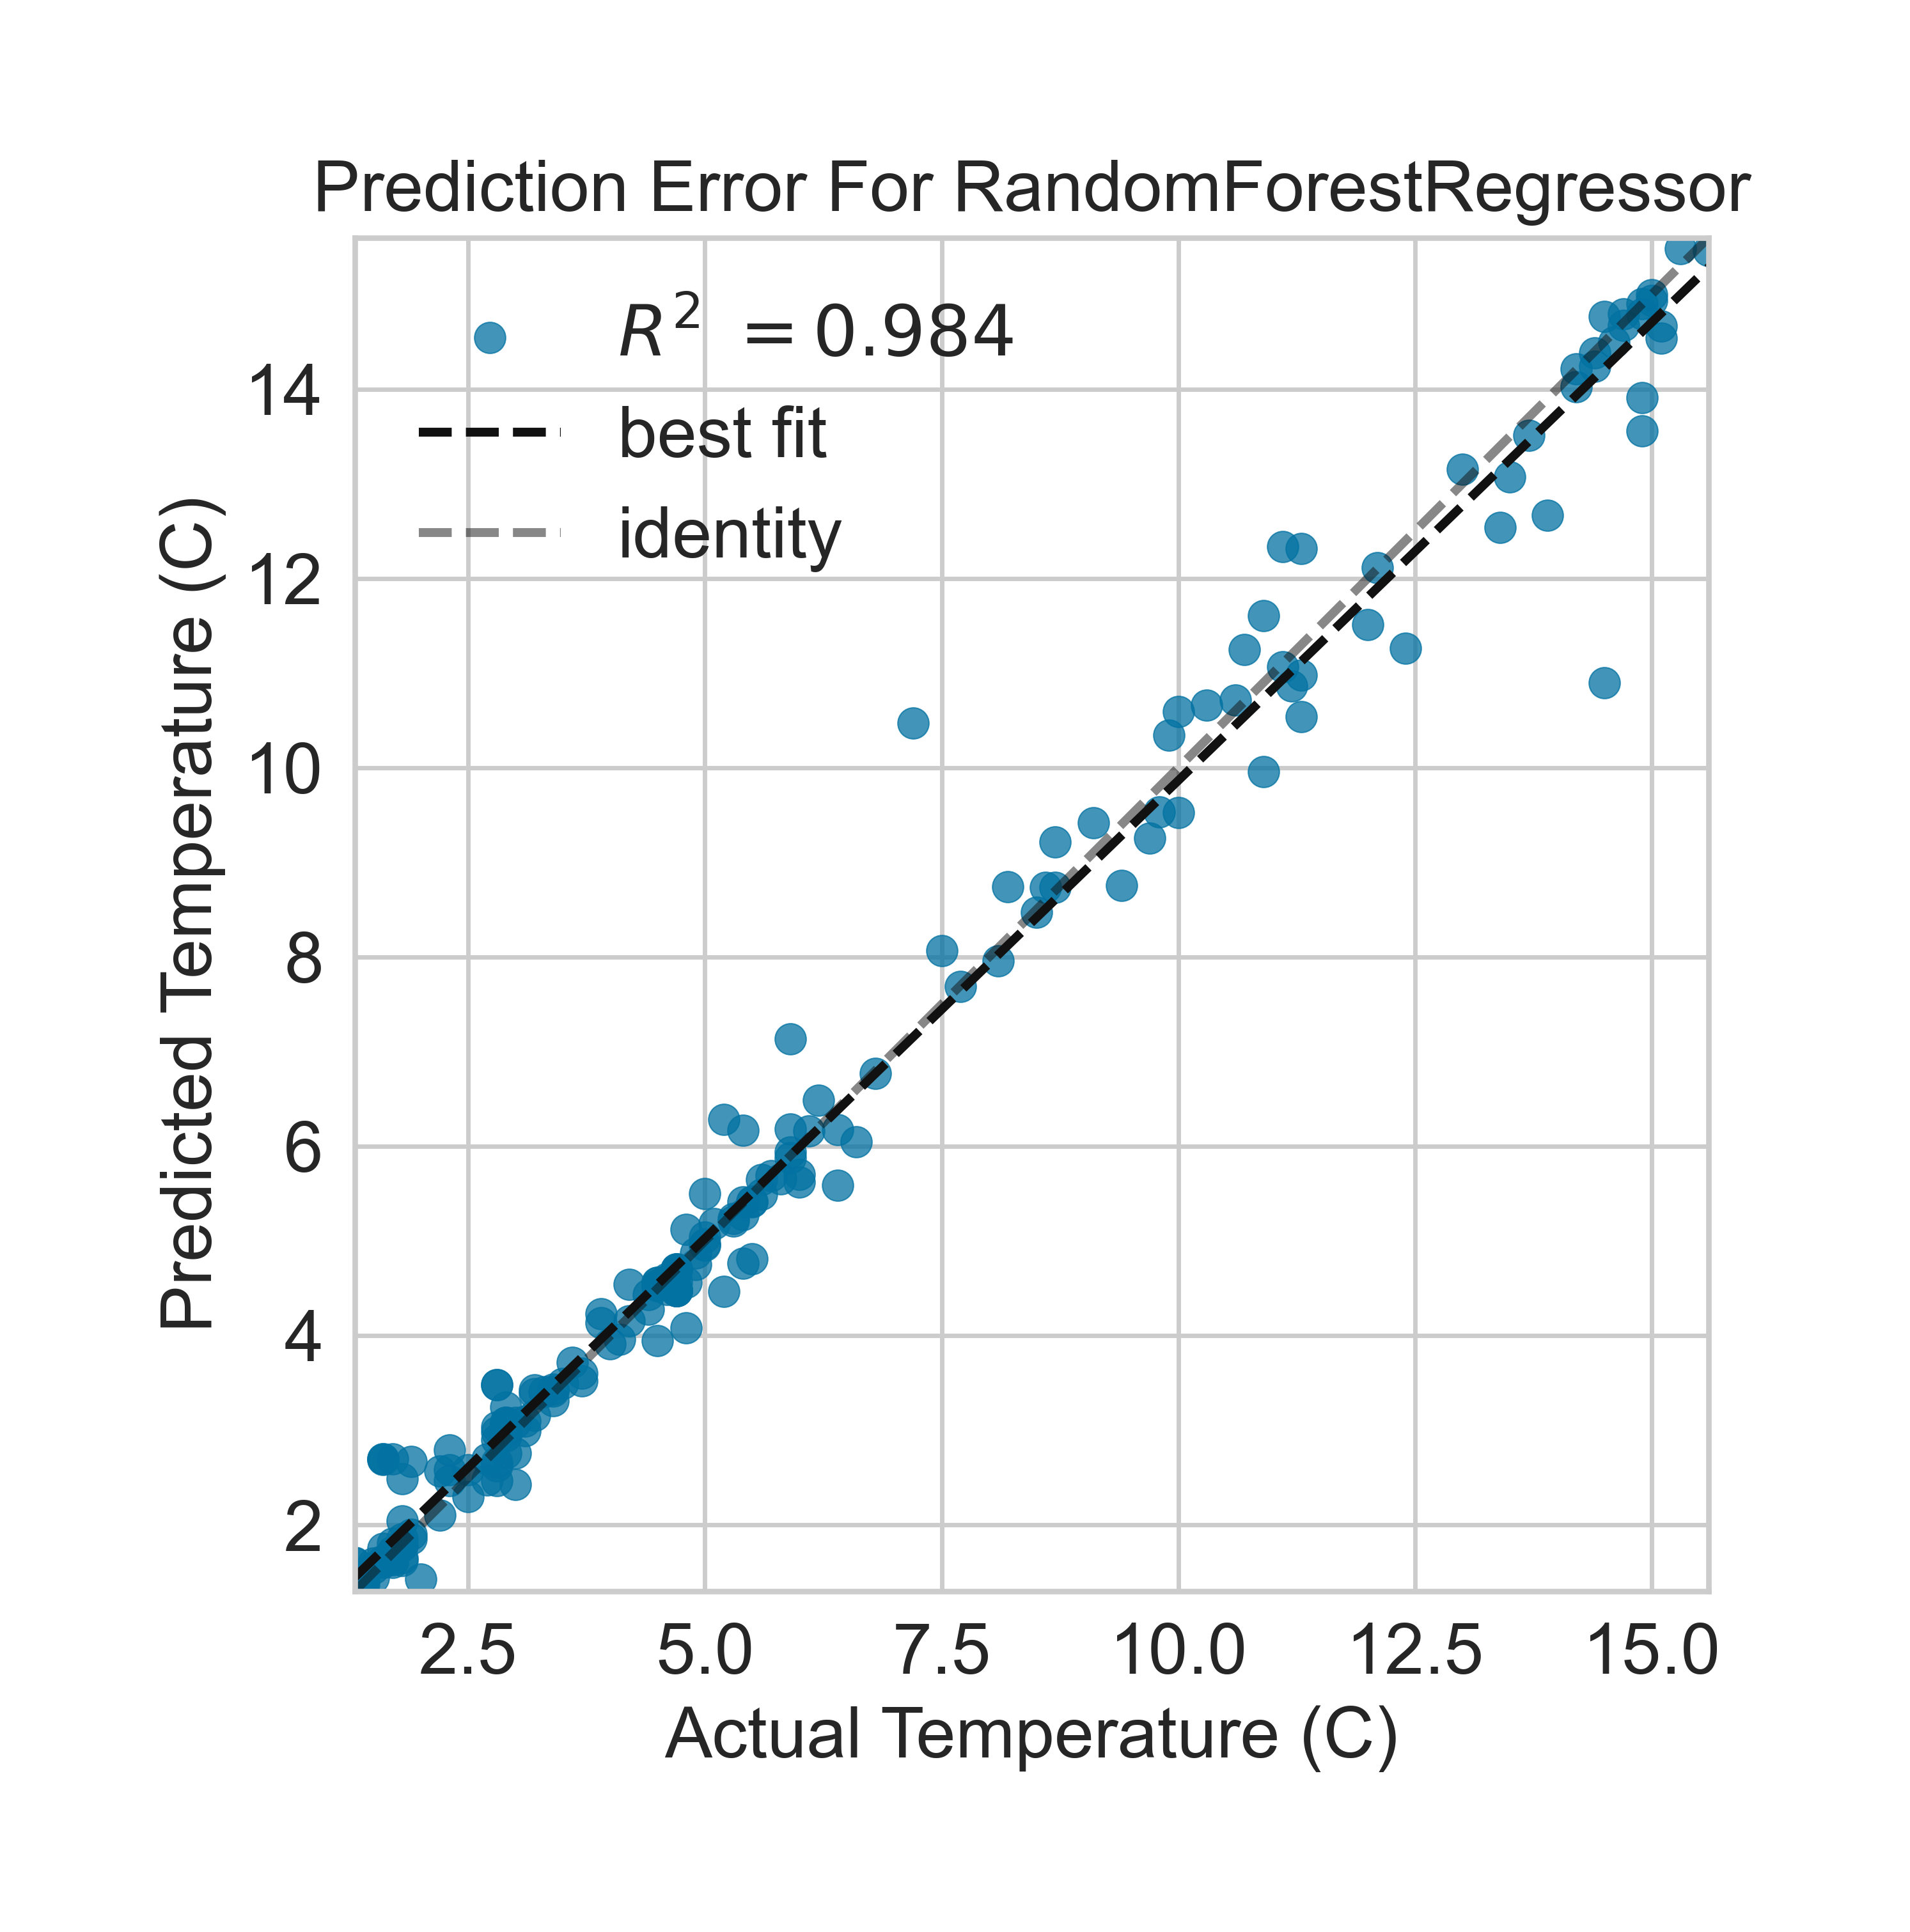 Prediction Error For RandomForestRegressor
R² = 0.984
best fit
identity
14
12
10
8
6
4
2
Predicted Temperature (C)
2.5 5.0 7.5 10.0 12.5 15.0
Actual Temperature (C)